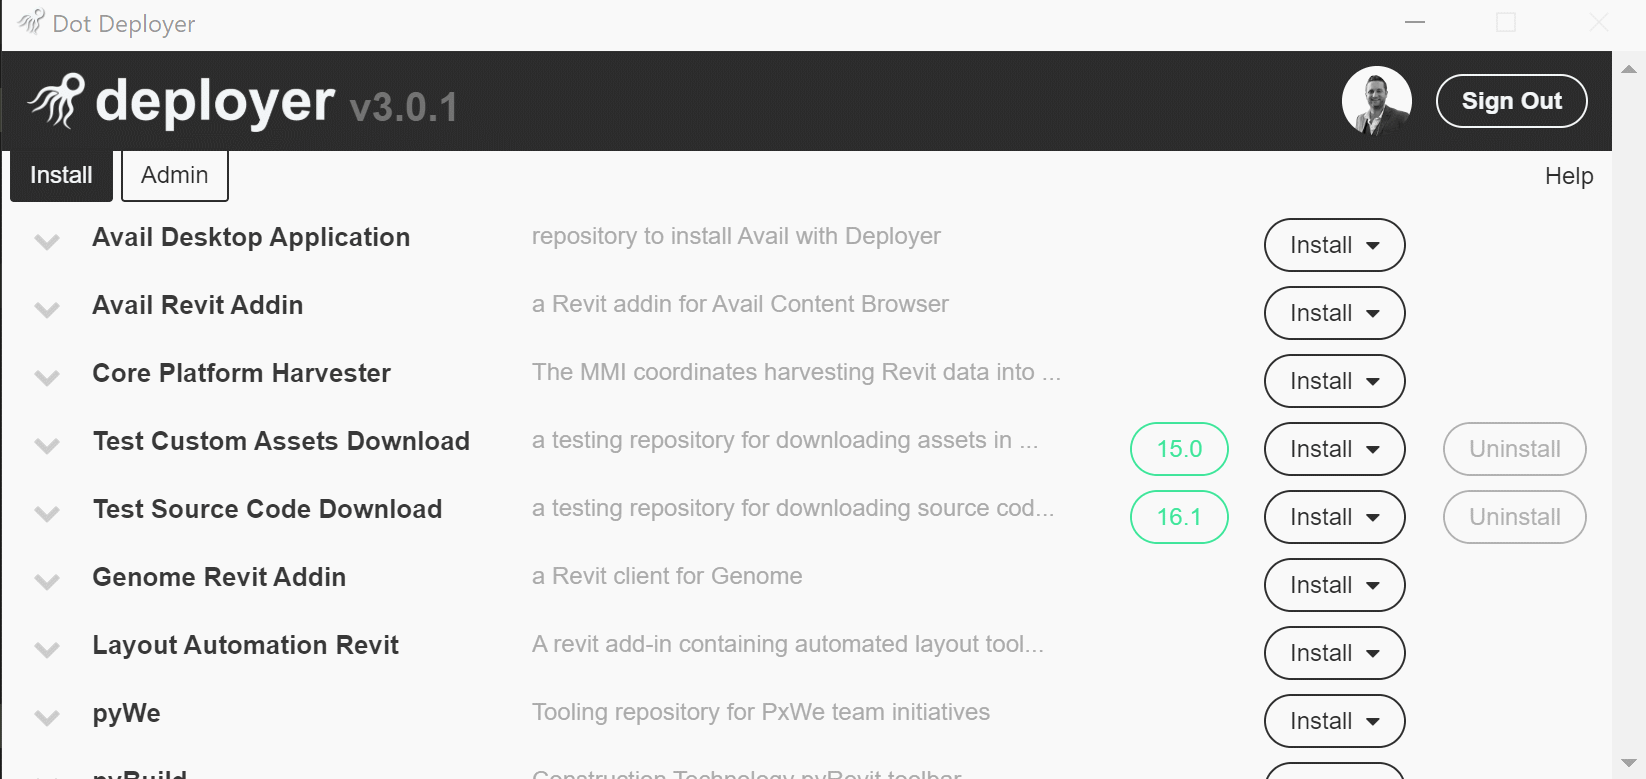 Dot Deployer
deployer v3.0.1
Sign Out
Install
Admin
Help
Avail Desktop Application repository to install Avail with Deployer Install
Avail Revit Addin a Revit addin for Avail Content Browser Install
Core Platform Harvester The MMI coordinates harvesting Revit data into ... Install
Test Custom Assets Download a testing repository for downloading assets in ... 15.0 Install Uninstall
Test Source Code Download a testing repository for downloading source cod... 16.1 Install Uninstall
Genome Revit Addin a Revit client for Genome Install
Layout Automation Revit A revit add-in containing automated layout tool... Install
pyWe Tooling repository for PxWe team initiatives Install
pyBuild Construction Technology pyRevit toolbar